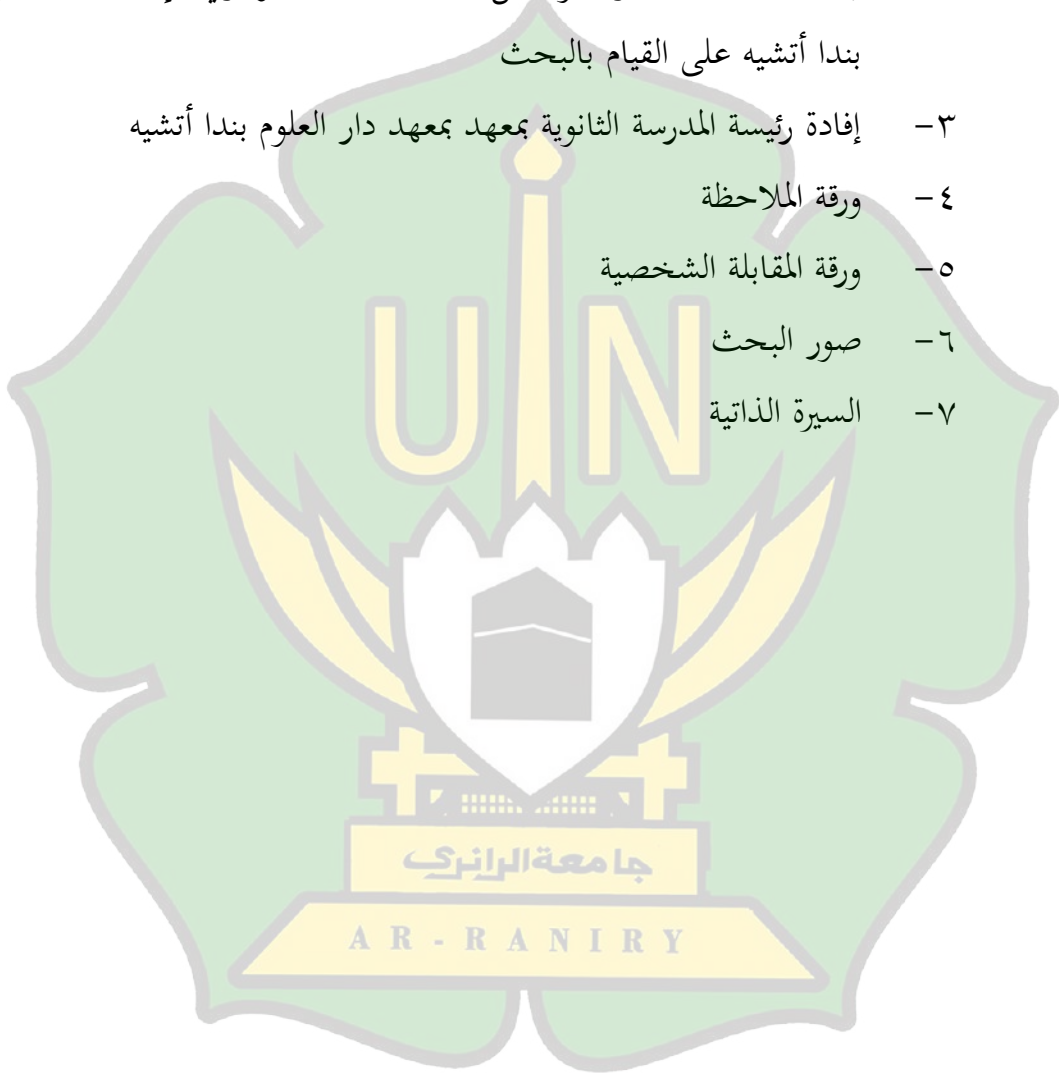 بندا أتشيه على القيام بالبحث
٣- إفادة رئيسة المدرسة الثانوية بمعهد بمعهد دار العلوم بندا أتشيه
٤- ورقة الملاحظة
٥- ورقة المقابلة الشخصية
٦- صور البحث
٧- السيرة الذاتية
UIN
جامعة الرانري
AR-RANIRY